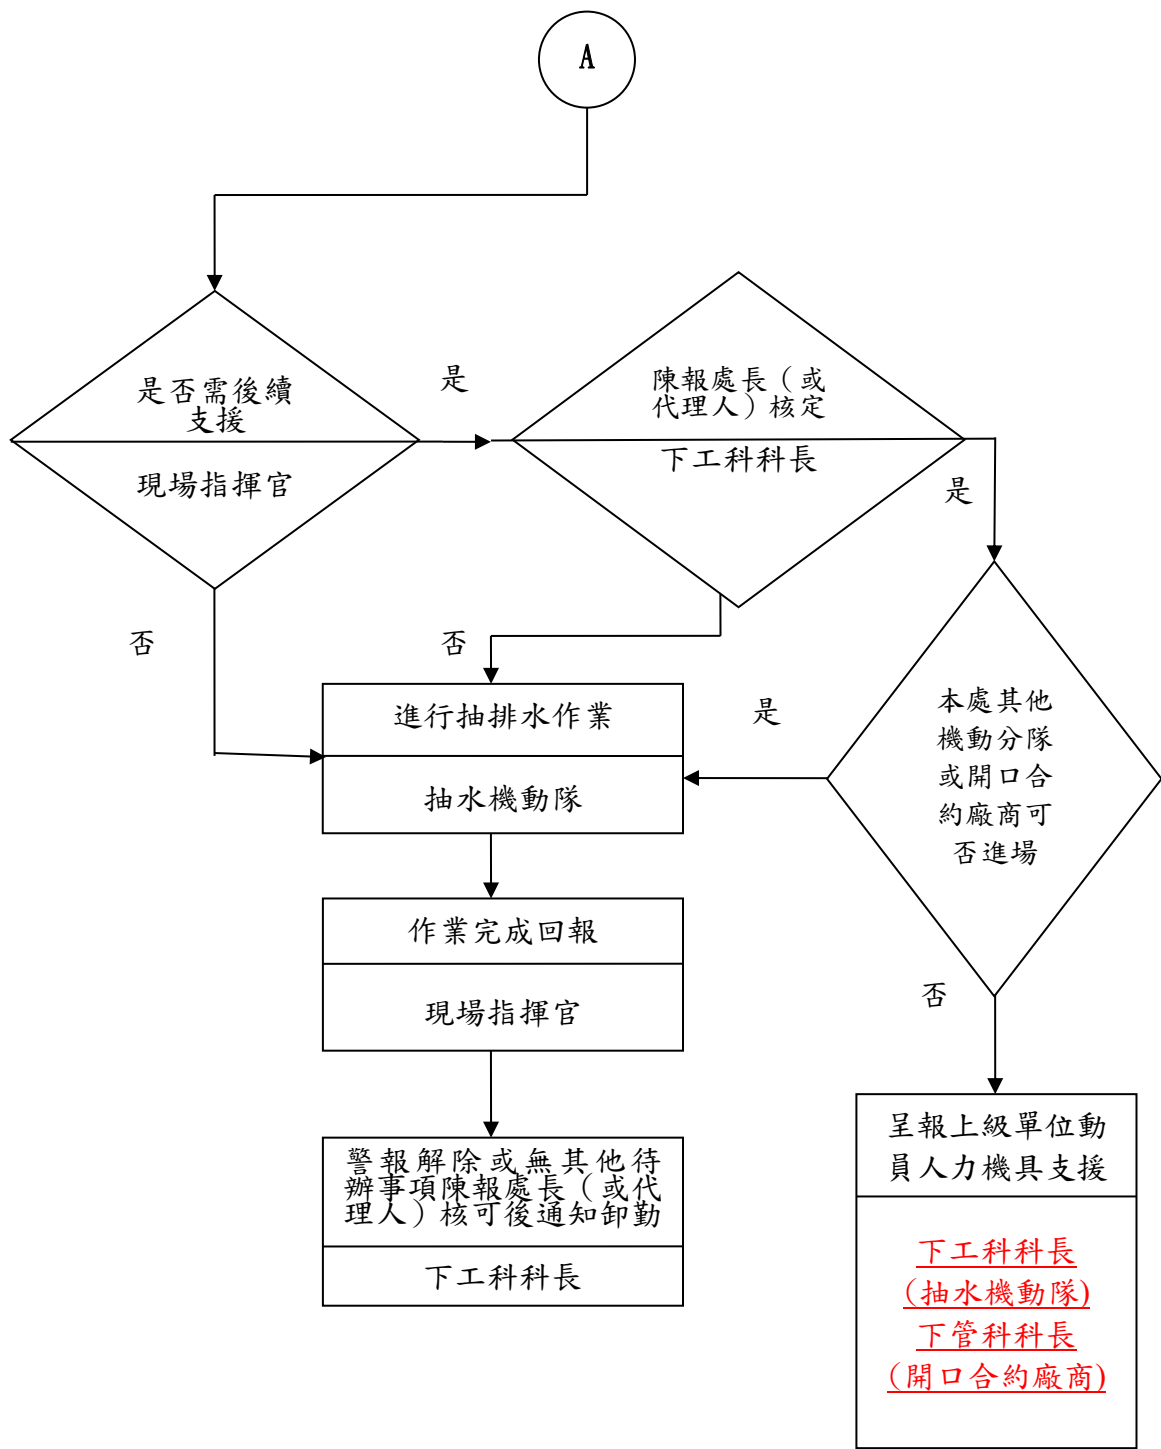 A
是否需後續
支援
現場指揮官
是
陳報處長（或
代理人）核定
下工科科長
是
否
否
進行抽排水作業
抽水機動隊
是
本處其他
機動分隊
或開口合
約廠商可
否進場
作業完成回報
現場指揮官
否
警報解除或無其他待
辦事項陳報處長（或代
理人）核可後通知卸勤
下工科科長
呈報上級單位動
員人力機具支援
下工科科長
(抽水機動隊)
下管科科長
(開口合約廠商)